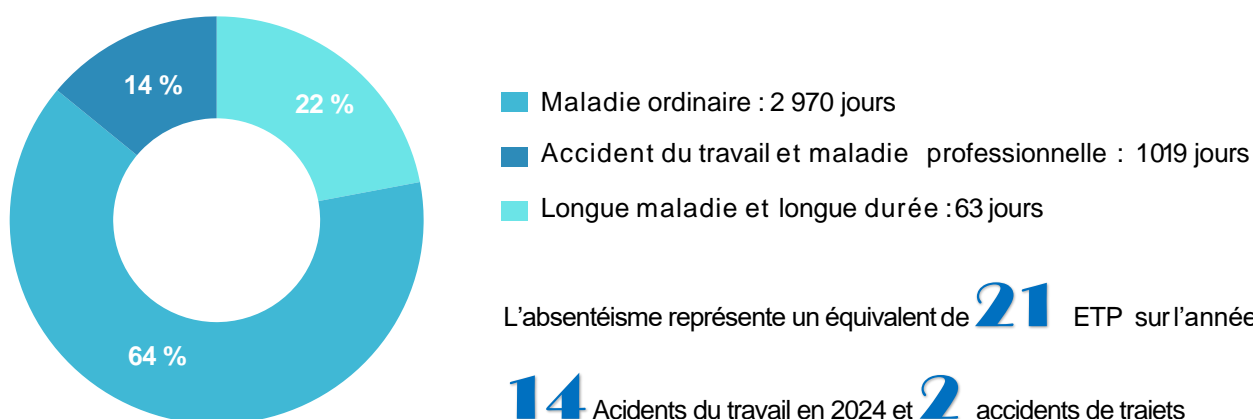 14 %
22 %
64 %
Maladie ordinaire : 2 970 jours
Accident du travail et maladie professionnelle : 1019 jours
Longue maladie et longue durée : 63 jours
L'absentéisme représente un équivalent de 21 ETP sur l'année
14 Acidents du travail en 2024 et 2 accidents de trajets